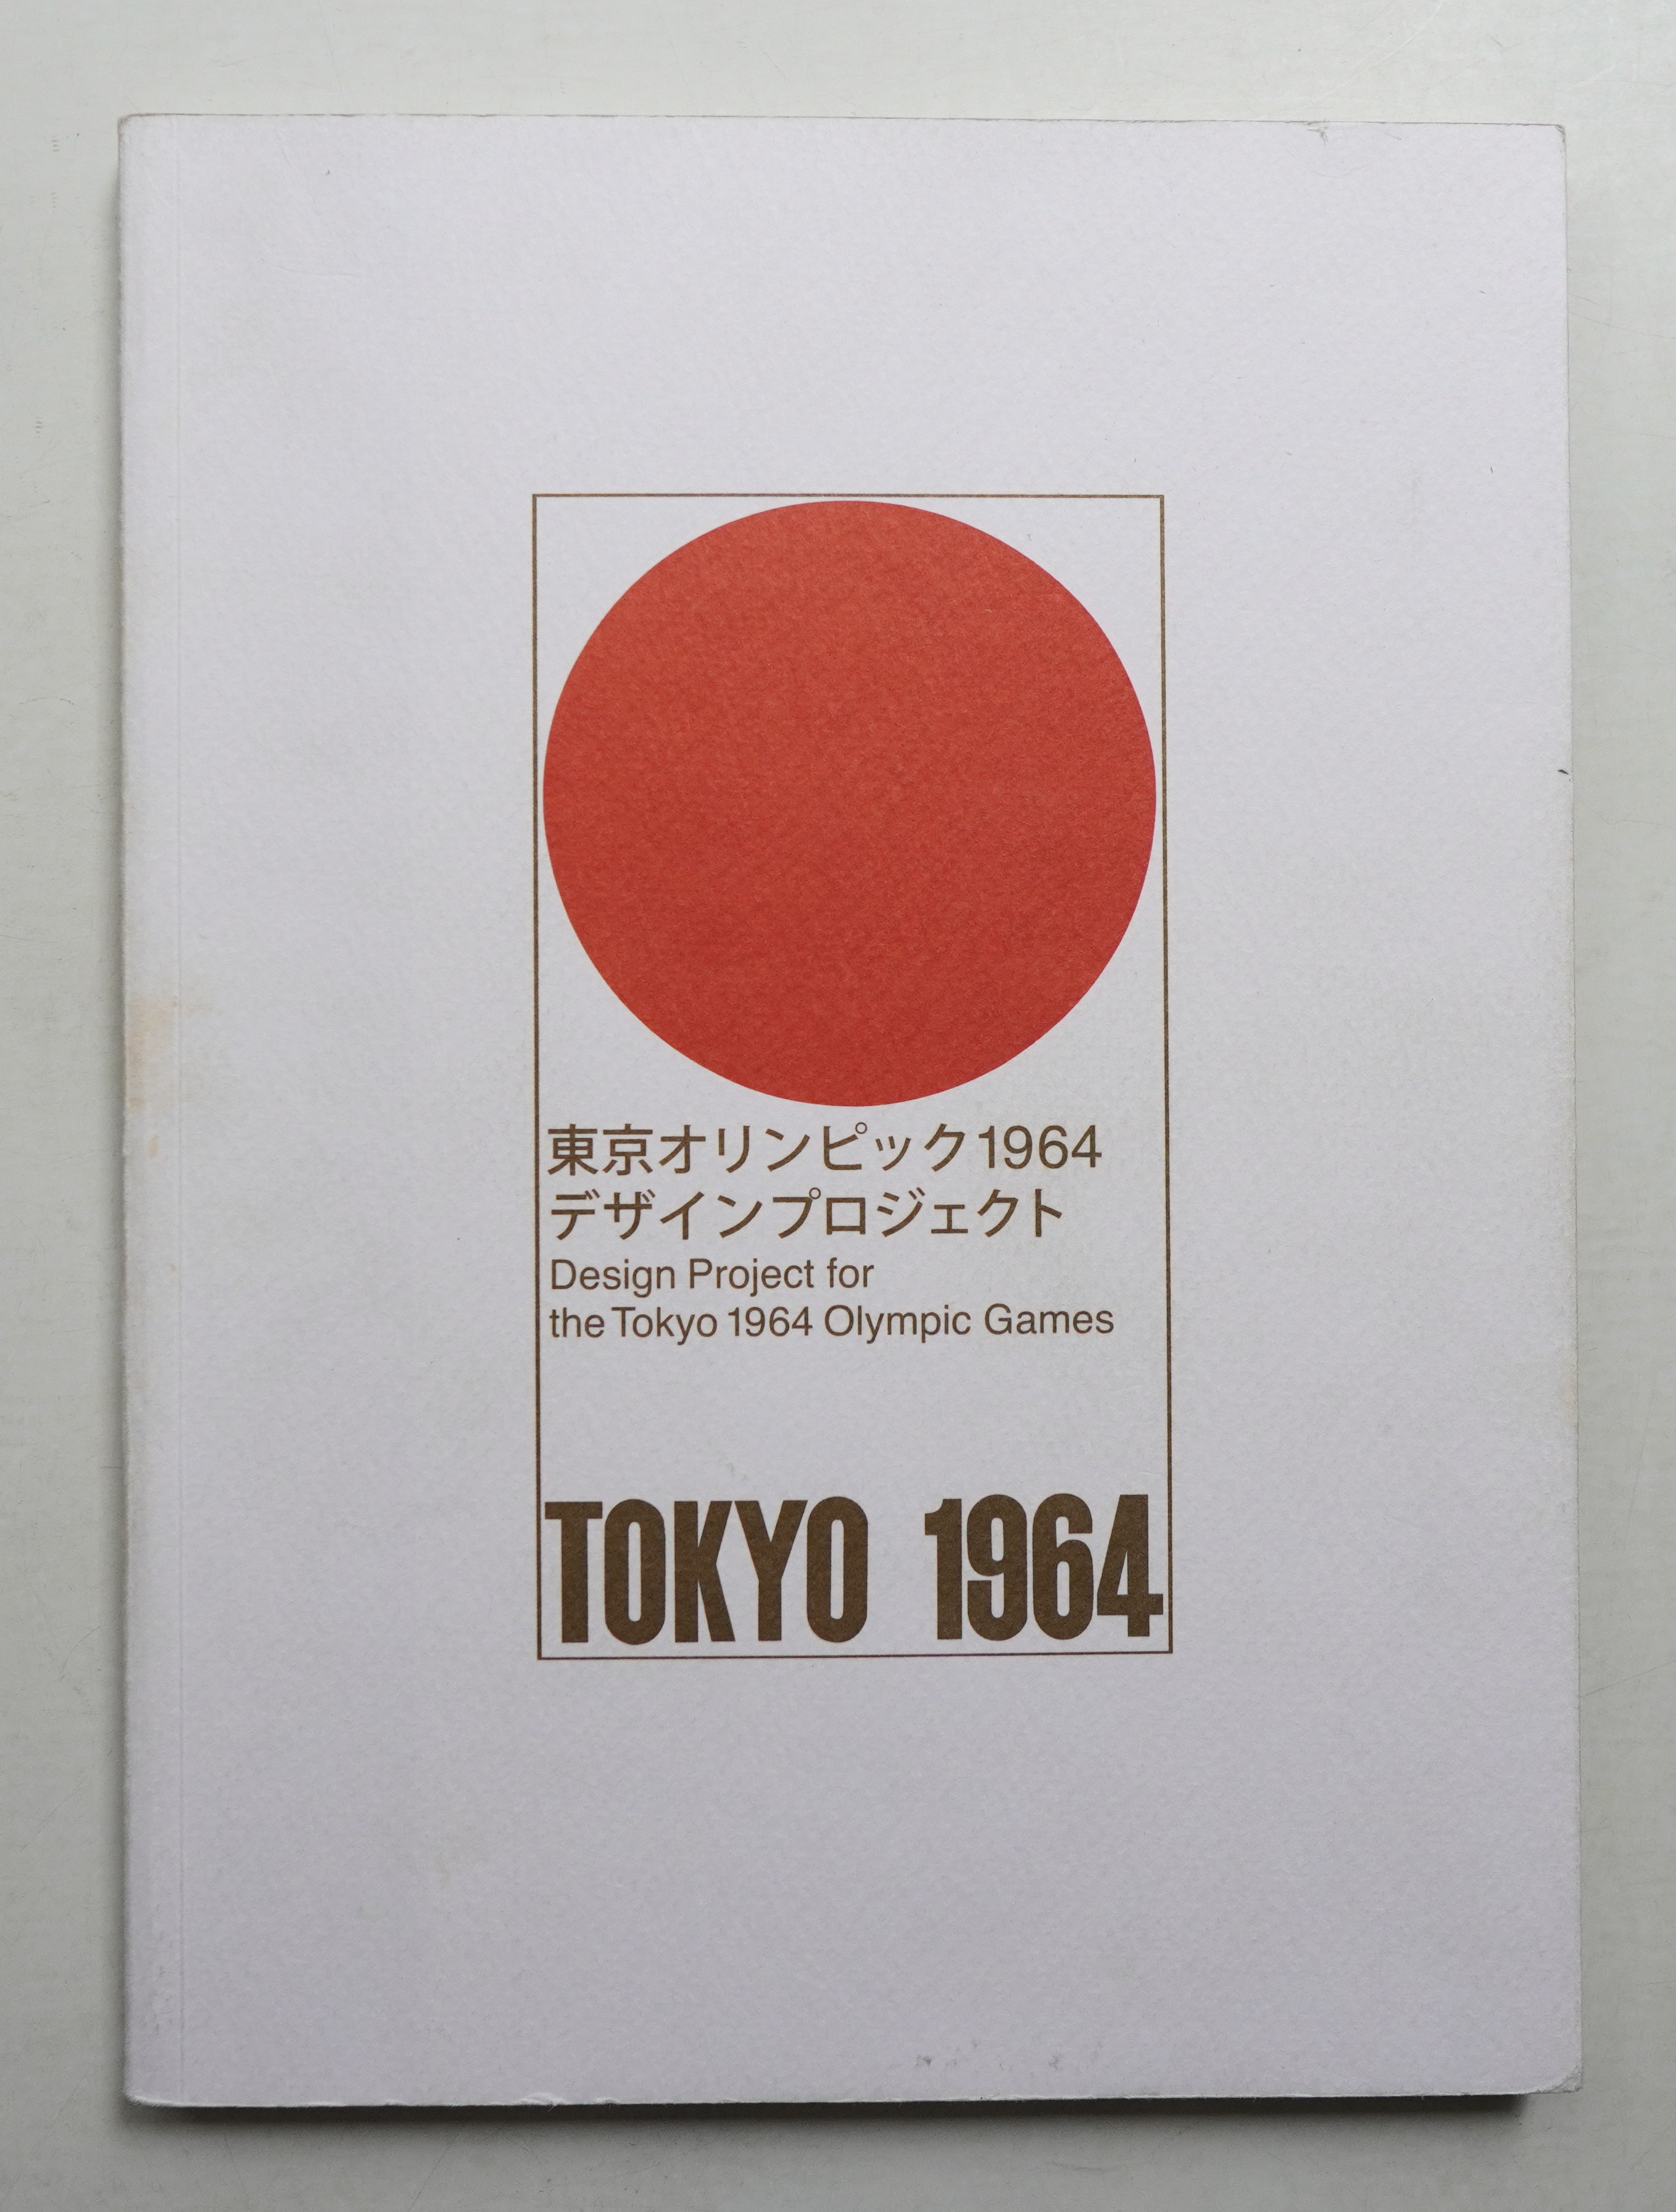 東京オリンピック1964
デザインプロジェクト
Design Project for
the Tokyo 1964 Olympic Games
TOKYO 1964